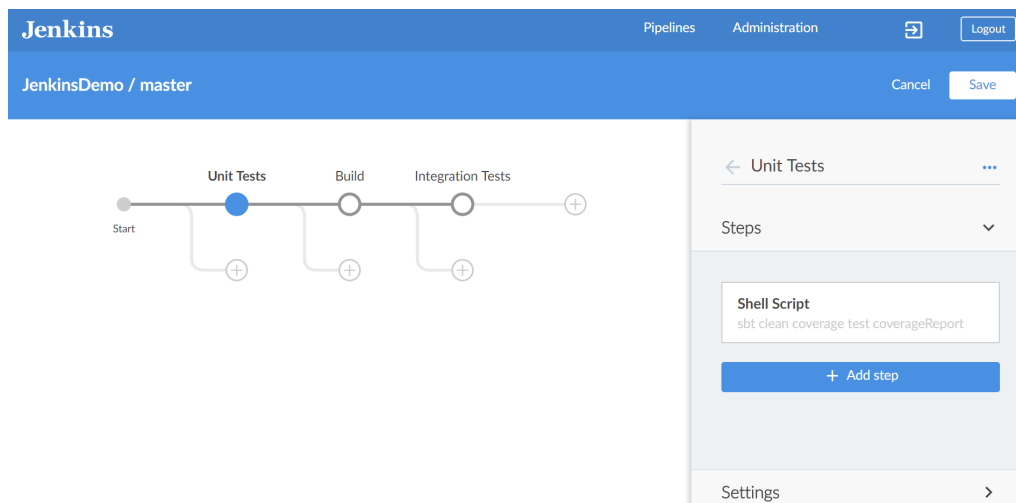 Jenkins
Pipelines Administration Logout
JenkinsDemo / master
Cancel Save
Unit Tests Build Integration Tests
Start
Unit Tests
Steps
Shell Script
sbt clean coverage test coverageReport
+ Add step
Settings